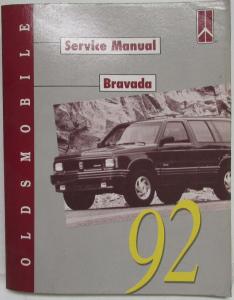 OLDSMOBILE
Service Manual
Bravada
92